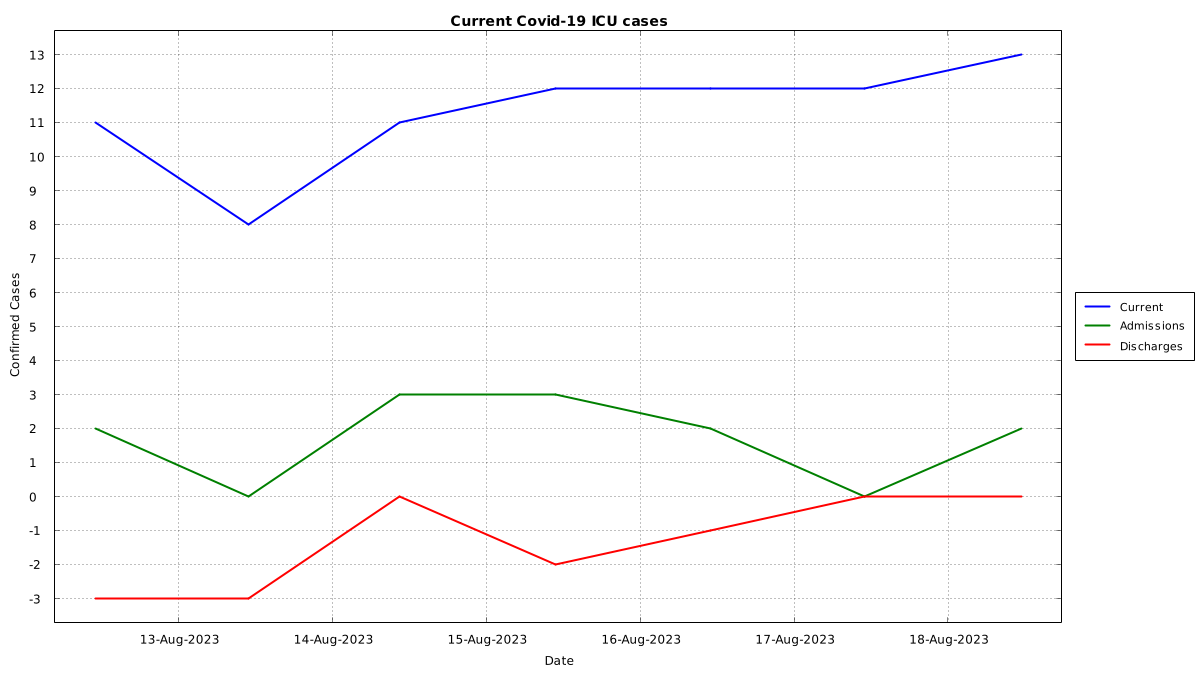 Current Covid-19 ICU cases
13
12
11
10
9
8
7
6
5
4
3
2
1
0
-1
-2
-3
Confirmed Cases
13-Aug-2023 14-Aug-2023 15-Aug-2023 16-Aug-2023 17-Aug-2023 18-Aug-2023
Date
Current
Admissions
Discharges